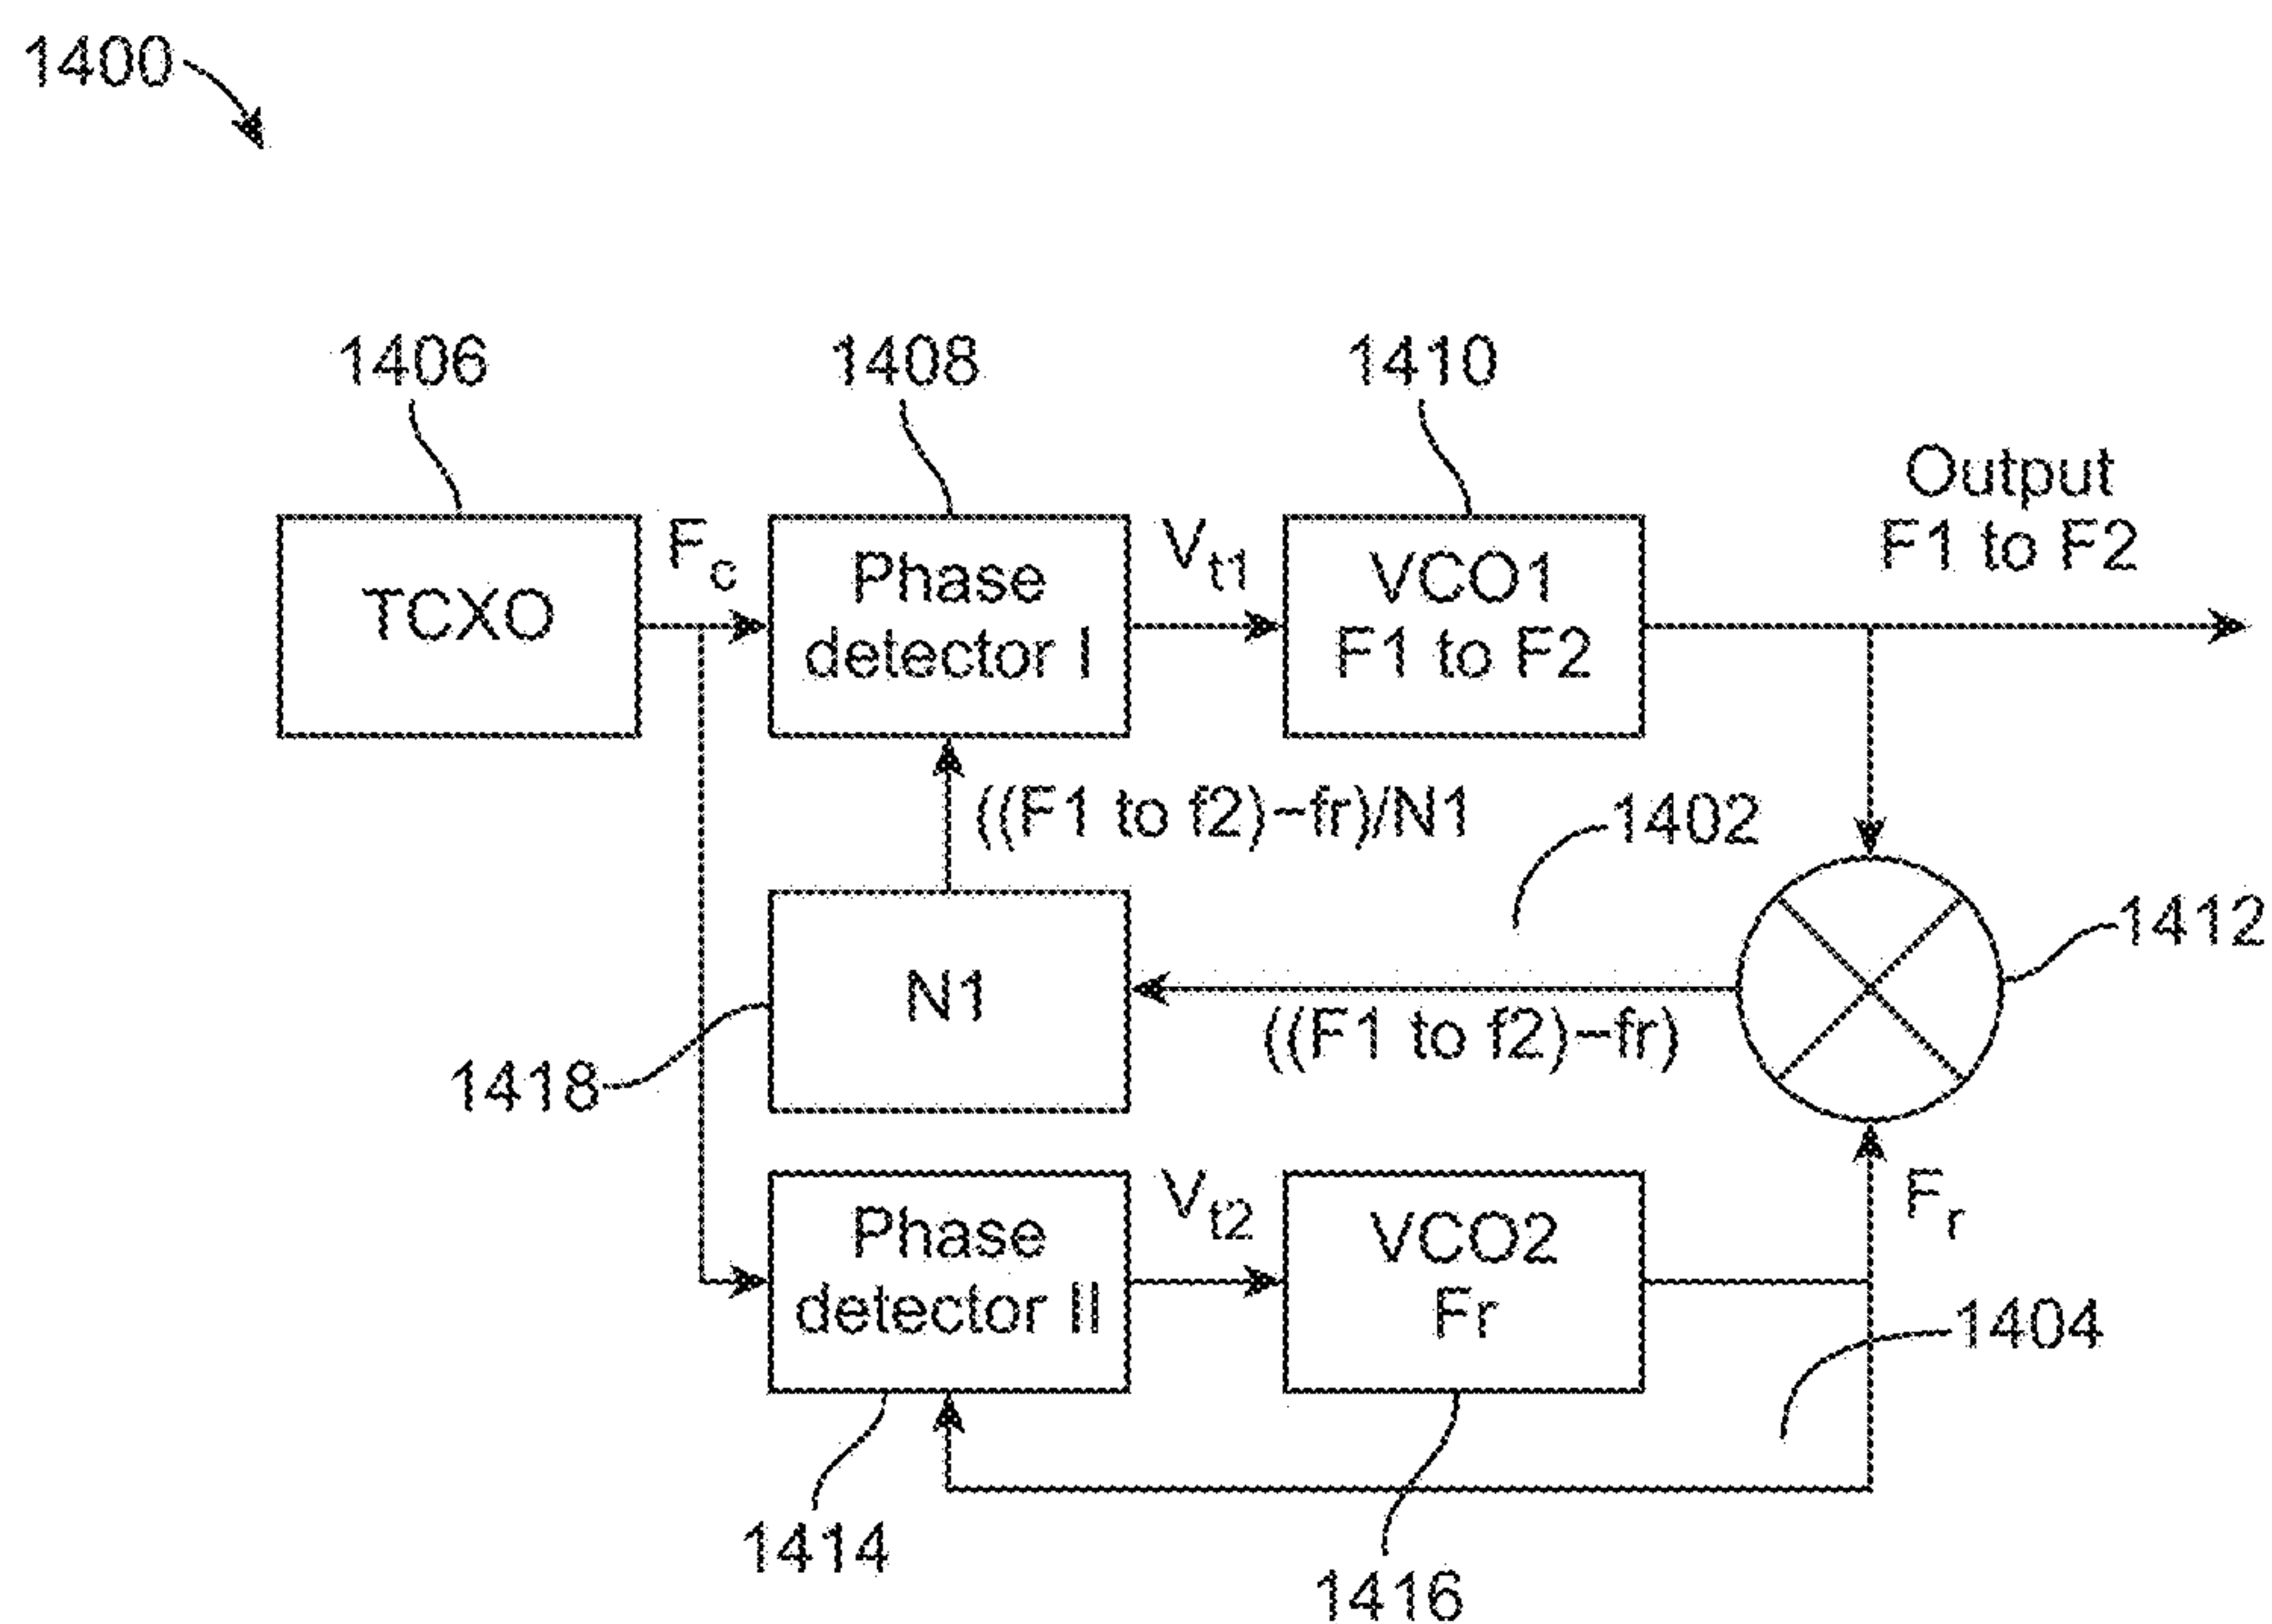 1400
1406
1408
1410
Output
F1 to F2
TCXO
Fc
Phase
detector I
Vt1
VCO1
F1 to F2
((F1 to f2)−fr)/N1
1402
1412
N1
((F1 to f2)−fr)
1418
Phase
detector II
Vt2
VCO2
Fr
Fr
1404
1414
1416